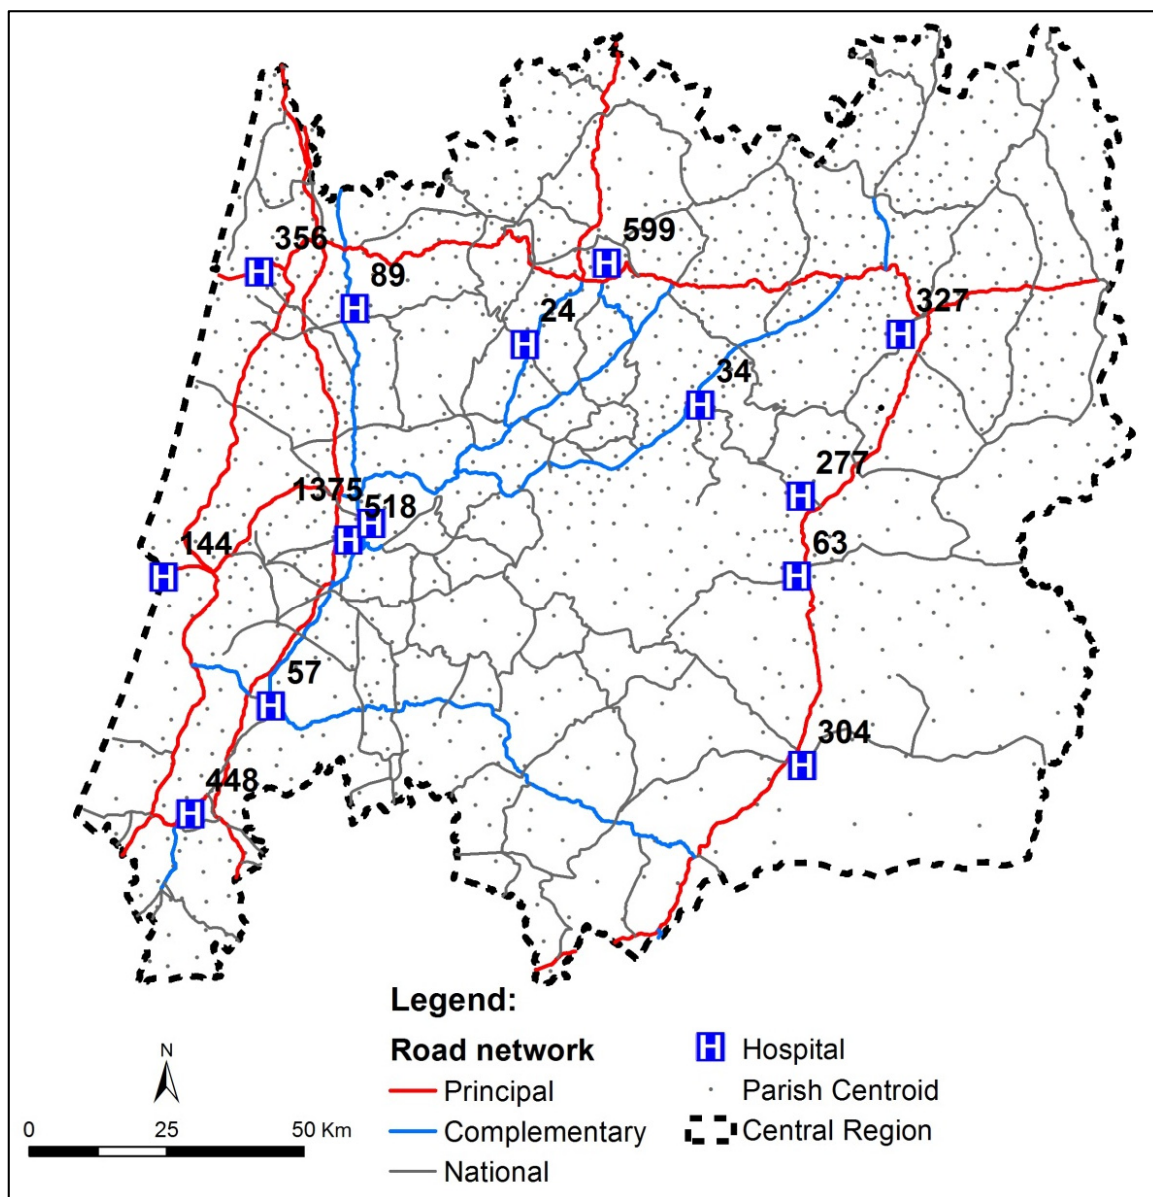 599
356
89
327
24
34
277
1375
518
144
63
57
304
448
H
H
H
H
H
H
H
H
H
H
H
H
H
H
Legend:
Road network
Principal
Complementary
National
H Hospital
Parish Centroid
Central Region
N
0 25 50 Km